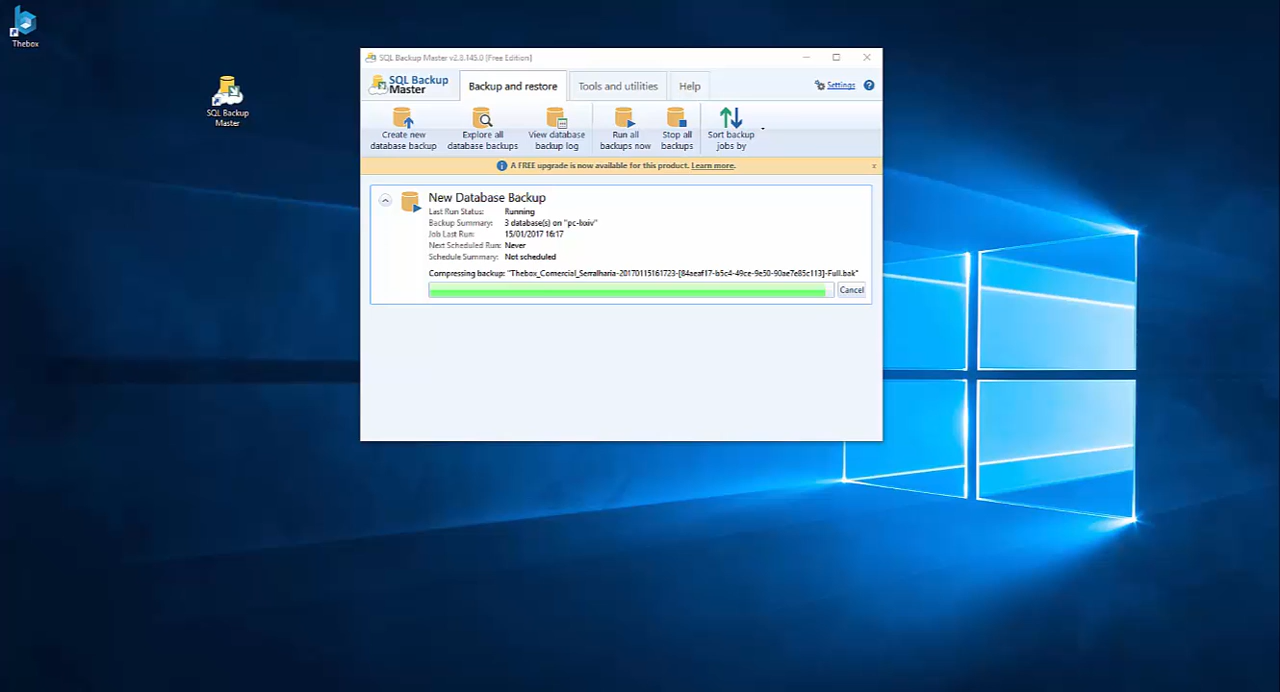 Thebox
SQL Backup
Master
SQL Backup Master v2.3.145.0 [Free Edition]
SQL Backup
Master
Backup and restore
Tools and utilities
Help
Settings
Create new
database backup
Explore all
database backups
View database
backup log
Run all
backups now
Stop all
backups
Sort backup
jobs by
A FREE upgrade is now available for this product. Learn more.
New Database Backup
Last Run Status: Running
Backup Summary: 3 database(s) on
Job Last Run: 15/01/2017 16:17
Next Scheduled Run: Never
Schedule Summary: Not scheduled
Compressing backup: "Thebox_Comercial_Serralharia-20170115161723-[84aeaf17-b5c4-49ce-9e50-90ae7e85c113]-Full.bak"
Cancel